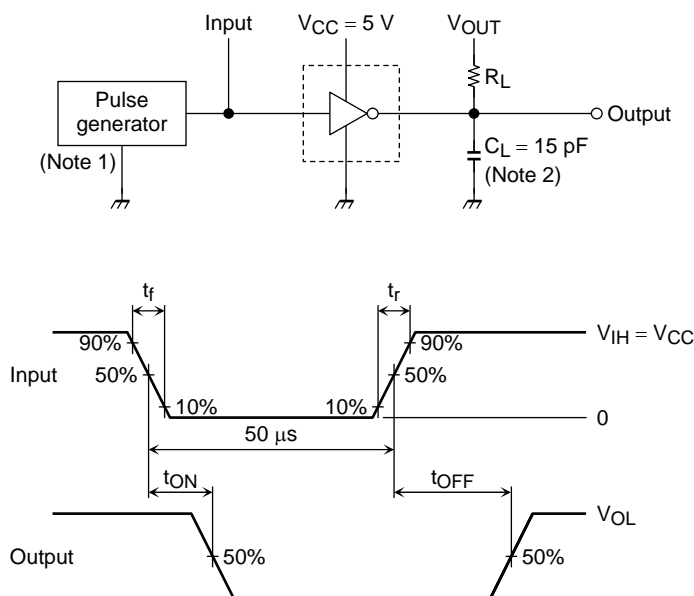 Input
VCC = 5 V
VOUT
Pulse
generator
(Note 1)
RL
Output
CL = 15 pF
(Note 2)
tf
tr
VIH = VCC
90%
90%
Input
50%
50%
10%
10%
0
50 μs
tON
tOFF
VOL
Output
50%
50%